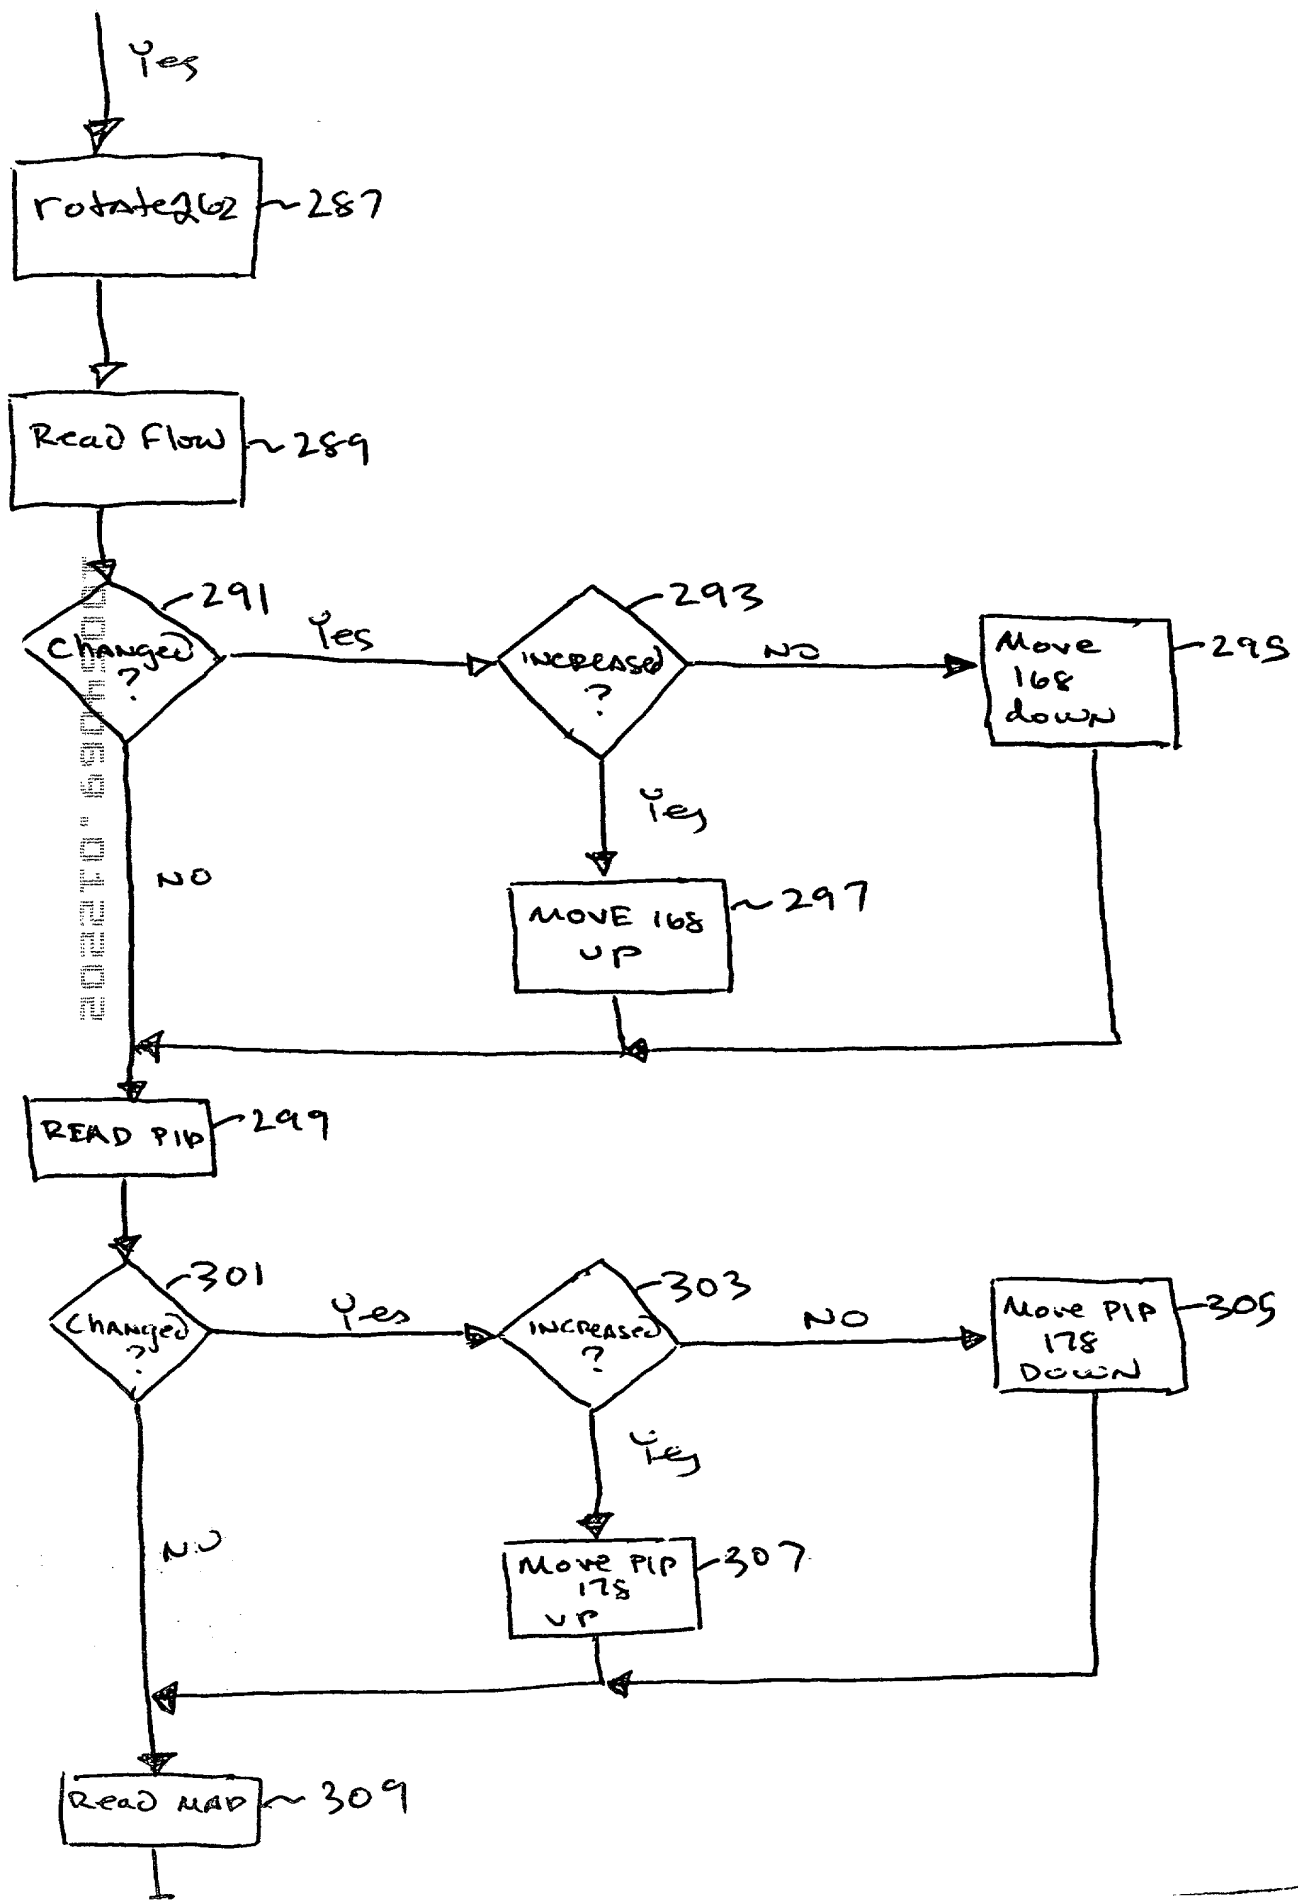 Yes
rotate262
287
Read Flow
289
291
Changed
?
Yes
293
INCREASED
?
NO
Move
168
down
295
Yes
NO
MOVE 168
UP
297
READ PIP
299
301
Changed
?
Yes
303
INCREASED
?
NO
Move PIP
178
DOWN
305
Yes
NO
Move PIP
178
UP
307
Read MAP
309